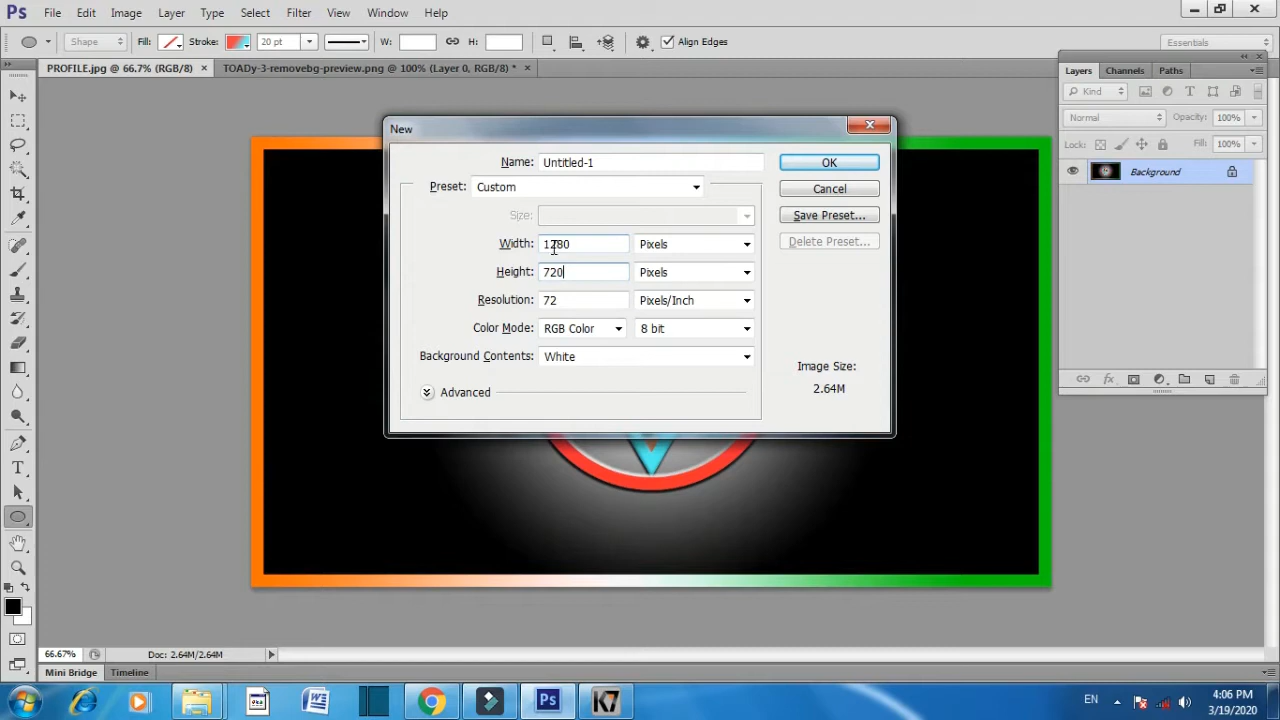 Ps File Edit Image Layer Type Select Filter View Window Help
Shape Fill: Stroke: 20 pt W: H: Align Edges Essentials
PROFILE.jpg @ 66.7% (RGB/8) × TOADy-3-removebg-preview.png @ 100% (Layer 0, RGB/8) * ×
Layers Channels Paths
Kind
Normal Opacity: 100%
Lock: Fill: 100%
Background
New
Name: Untitled-1 OK
Preset: Custom Cancel
Size: Save Preset...
Width: 1280 Pixels Delete Preset...
Height: 720 Pixels
Resolution: 72 Pixels/Inch
Color Mode: RGB Color 8 bit
Background Contents: White
Image Size:
2.64M
Advanced
66.67% Doc: 2.64M/2.64M
Mini Bridge Timeline
Ps K7 EN 4:06 PM
3/19/2020